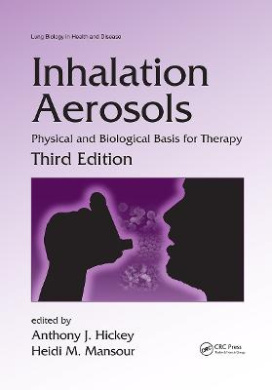 Lung Biology in Health and Disease
Inhalation
Aerosols
Physical and Biological Basis for Therapy
Third Edition
edited by
Anthony J. Hickey
Heidi M. Mansour
CRC Press
Taylor & Francis Group